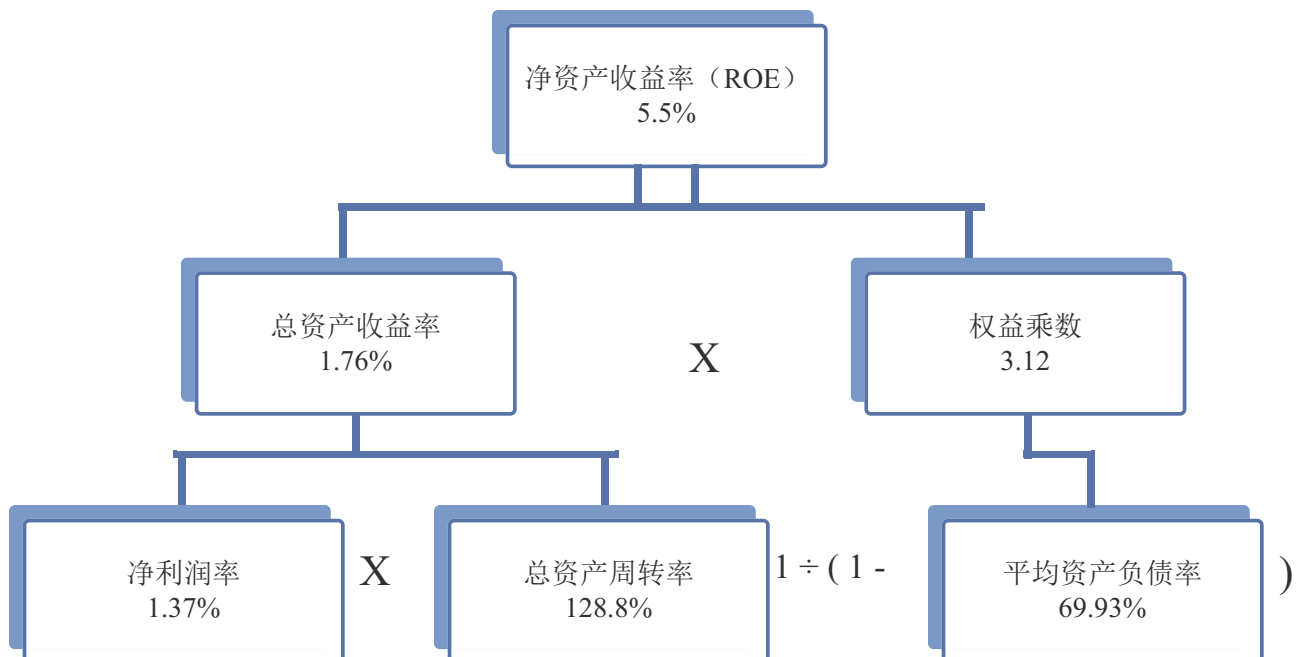 净资产收益率（ROE）
5.5%
总资产收益率
1.76%
X
权益乘数
3.12
净利润率
1.37%
X
总资产周转率
128.8%
1 ÷ ( 1 -
平均资产负债率
69.93%
)